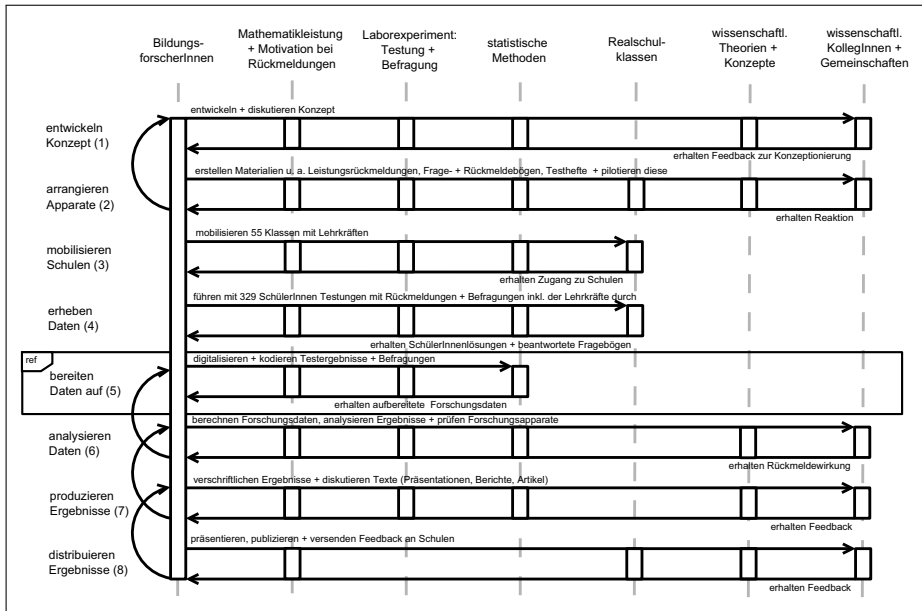 Bildungs-
forscherInnen
Mathematikleistung
+ Motivation bei
Rückmeldungen
Laborexperiment:
Testung +
Befragung
statistische
Methoden
Realschul-
klassen
wissenschaftl.
Theorien +
Konzepte
wissenschaftl.
KollegInnen +
Gemeinschaften
entwickeln
Konzept (1)
entwickeln + diskutieren Konzept
erhalten Feedback zur Konzeptionierung
arrangieren
Apparate (2)
erstellen Materialien u. a. Leistungsrückmeldungen, Frage- + Rückmeldebögen, Testhefte + pilotieren diese
erhalten Reaktion
mobilisieren
Schulen (3)
mobilisieren 55 Klassen mit Lehrkräften
erhalten Zugang zu Schulen
erheben
Daten (4)
führen mit 329 SchülerInnen Testungen mit Rückmeldungen + Befragungen inkl. der Lehrkräfte durch
erhalten SchülerInnenlösungen + beantwortete Fragebögen
ref
bereiten
Daten auf (5)
digitalisieren + kodieren Testergebnisse + Befragungen
erhalten aufbereitete Forschungsdaten
analysieren
Daten (6)
berechnen Forschungsdaten, analysieren Ergebnisse + prüfen Forschungsapparate
erhalten Rückmeldewirkung
produzieren
Ergebnisse (7)
verschriftlichen Ergebnisse + diskutieren Texte (Präsentationen, Berichte, Artikel)
erhalten Feedback
distribuieren
Ergebnisse (8)
präsentieren, publizieren + versenden Feedback an Schulen
erhalten Feedback